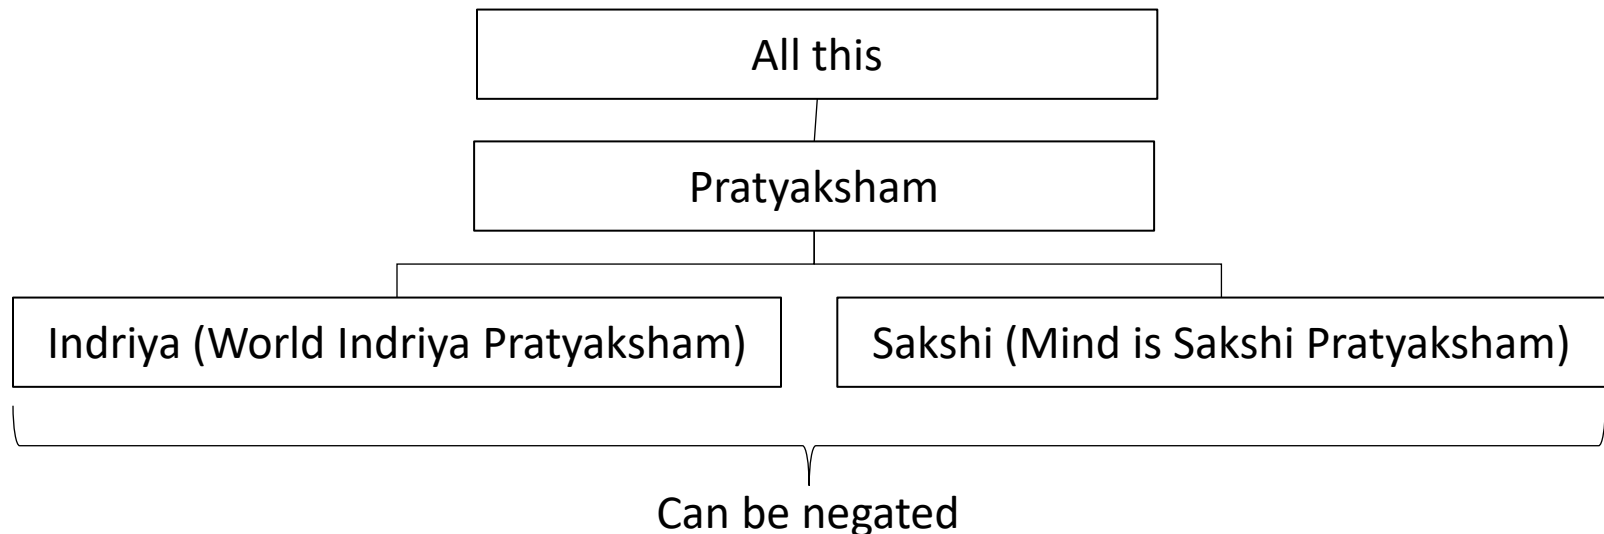 All this
Pratyaksham
Indriya (World Indriya Pratyaksham)
Sakshi (Mind is Sakshi Pratyaksham)
Can be negated